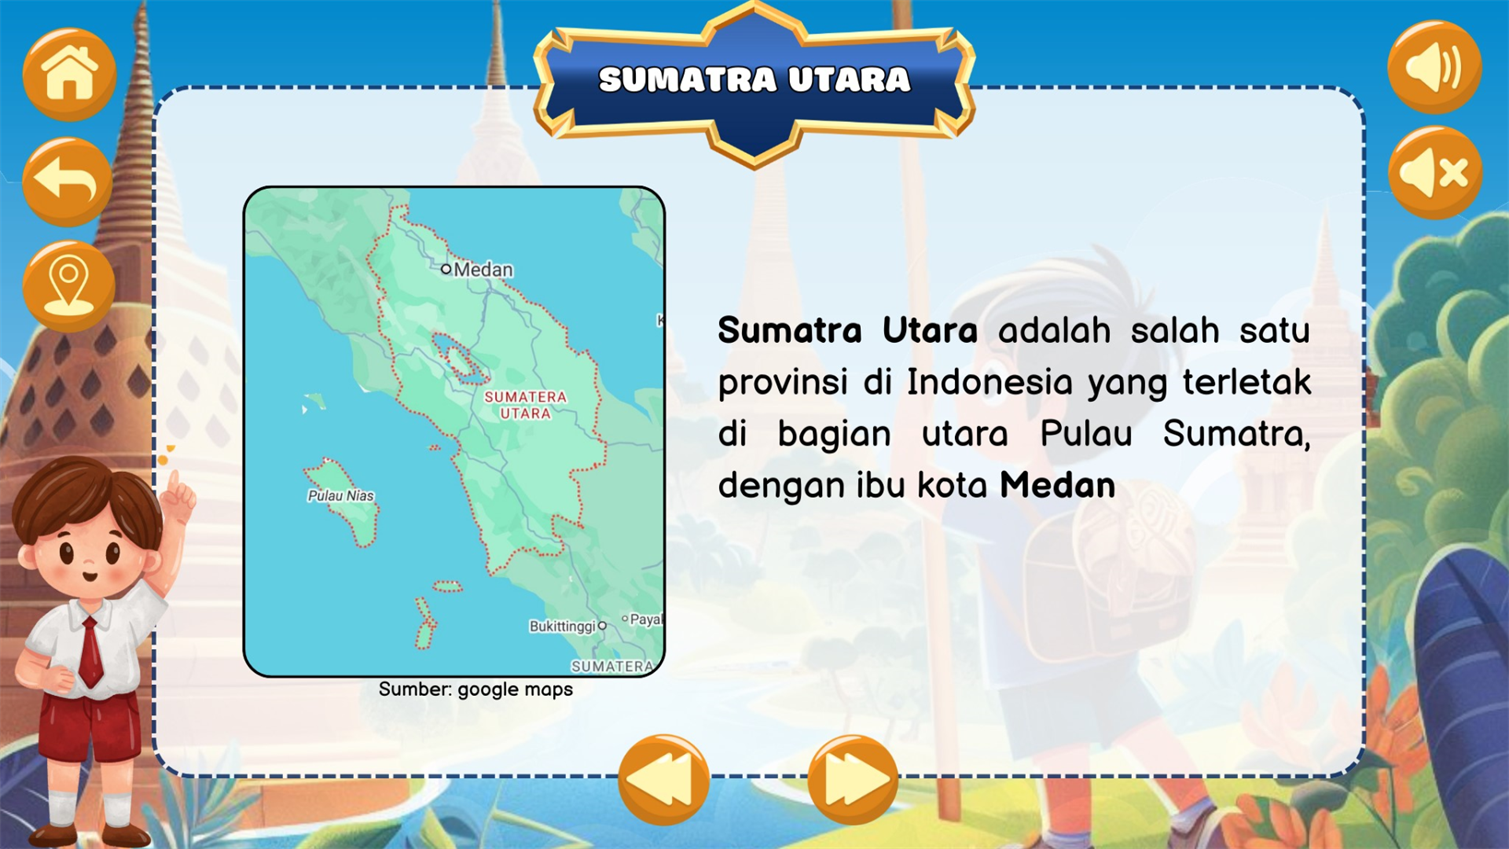 SUMATRA UTARA
Medan
SUMATERA
UTARA
Pulau Nias
Bukittinggi
Paya
SUMATERA
Sumber: google maps
Sumatra Utara adalah salah satu
provinsi di Indonesia yang terletak
di bagian utara Pulau Sumatra,
dengan ibu kota Medan